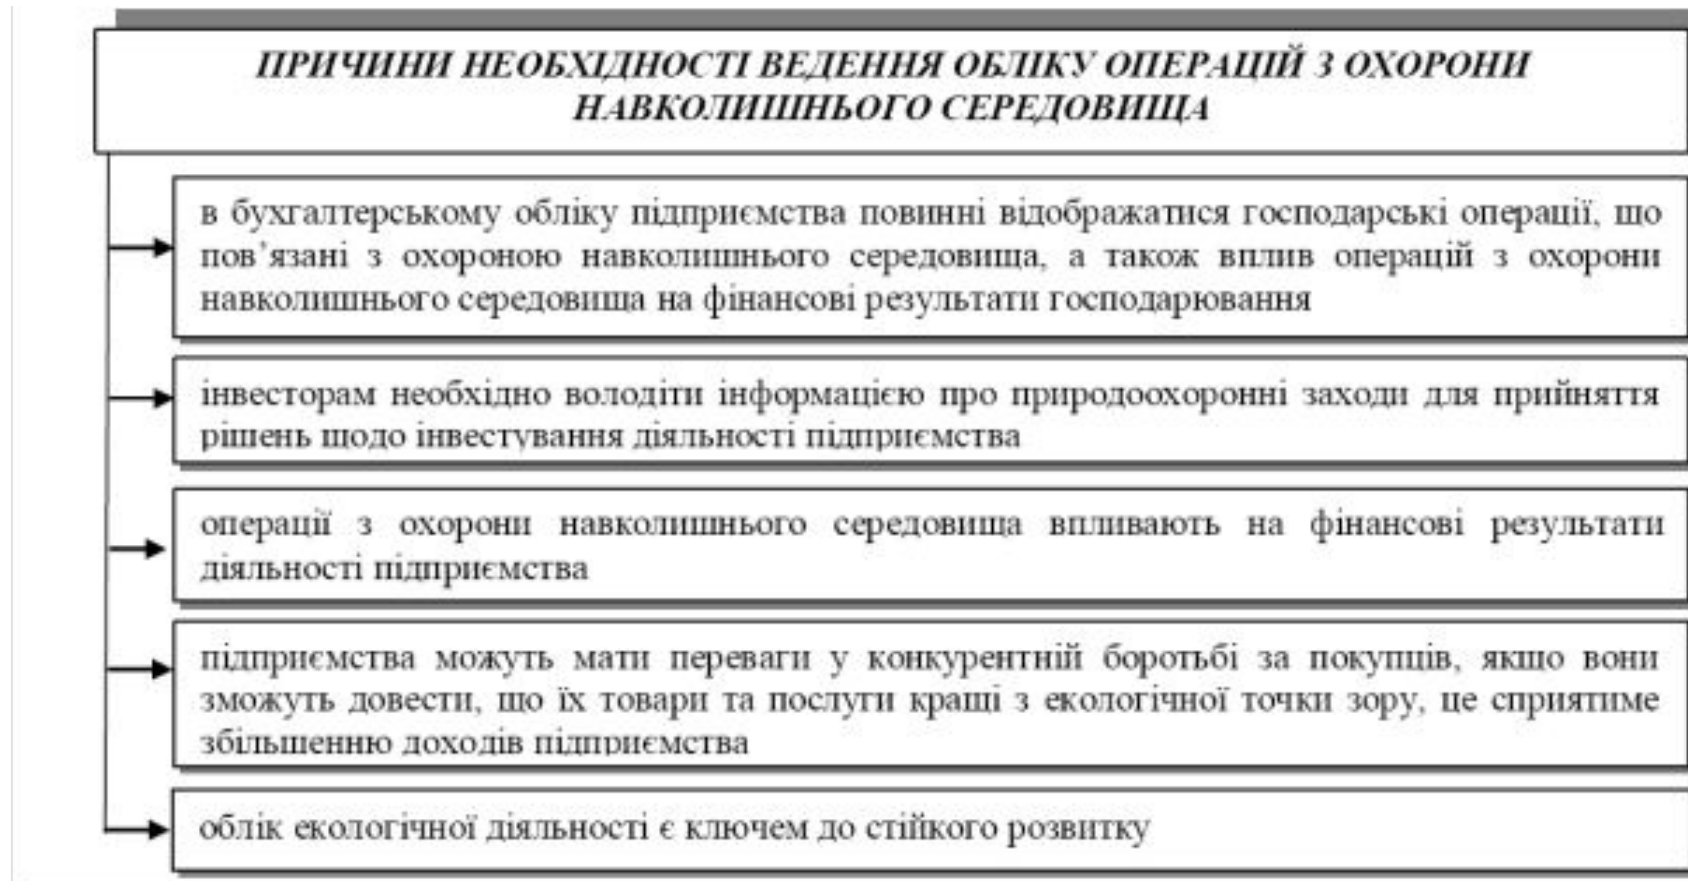 ПРИЧИНИ НЕОБХІДНОСТІ ВЕДЕННЯ ОБЛІКУ ОПЕРАЦІЙ З ОХОРОНИ
НАВКОЛИШНЬОГО СЕРЕДОВИЩА
в бухгалтерському обліку підприємства повинні відображатися господарські операції, що
пов’язані з охороною навколишнього середовища, а також вплив операцій з охорони
навколишнього середовища на фінансові результати господарювання
інвесторам необхідно володіти інформацією про природоохоронні заходи для прийняття
рішень щодо інвестування діяльності підприємства
операції з охорони навколишнього середовища впливають на фінансові результати
діяльності підприємства
підприємства можуть мати переваги у конкурентній боротьбі за покупців, якщо вони
зможуть довести, що їх товари та послуги кращі з екологічної точки зору, це сприятиме
збільшенню доходів підприємства
облік екологічної діяльності є ключем до стійкого розвитку